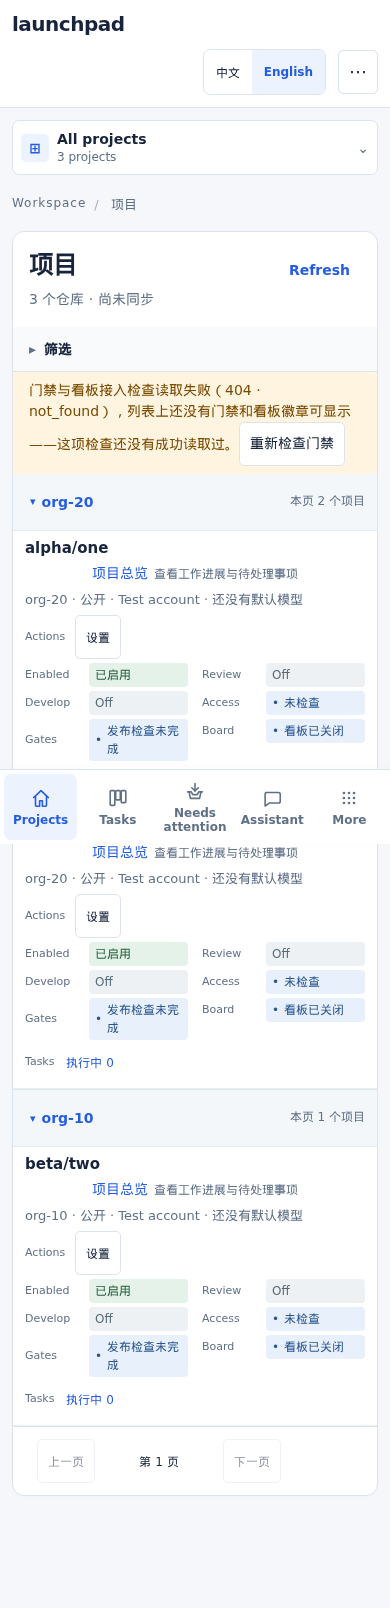 launchpad
中文 English ⋯
All projects
3 projects
Workspace / 项目
项目
Refresh
3 个仓库 · 尚未同步
▸ 筛选
门禁与看板接入检查读取失败（404 ·
not_found），列表上还没有门禁和看板徽章可显示
——这项检查还没有成功读取过。 重新检查门禁
▾ org-20 本页 2 个项目
alpha/one
项目总览 查看工作进展与待处理事项
org-20 · 公开 · Test account · 还没有默认模型
Actions 设置
Enabled 已启用 Review Off
Develop Off Access • 未检查
Gates • 发布检查未完成 Board • 看板已关闭
Projects Tasks Needs attention Assistant More
项目总览 查看工作进展与待处理事项
org-20 · 公开 · Test account · 还没有默认模型
Actions 设置
Enabled 已启用 Review Off
Develop Off Access • 未检查
Gates • 发布检查未完成 Board • 看板已关闭
Tasks 执行中 0
▾ org-10 本页 1 个项目
beta/two
项目总览 查看工作进展与待处理事项
org-10 · 公开 · Test account · 还没有默认模型
Actions 设置
Enabled 已启用 Review Off
Develop Off Access • 未检查
Gates • 发布检查未完成 Board • 看板已关闭
Tasks 执行中 0
上一页 第 1 页 下一页